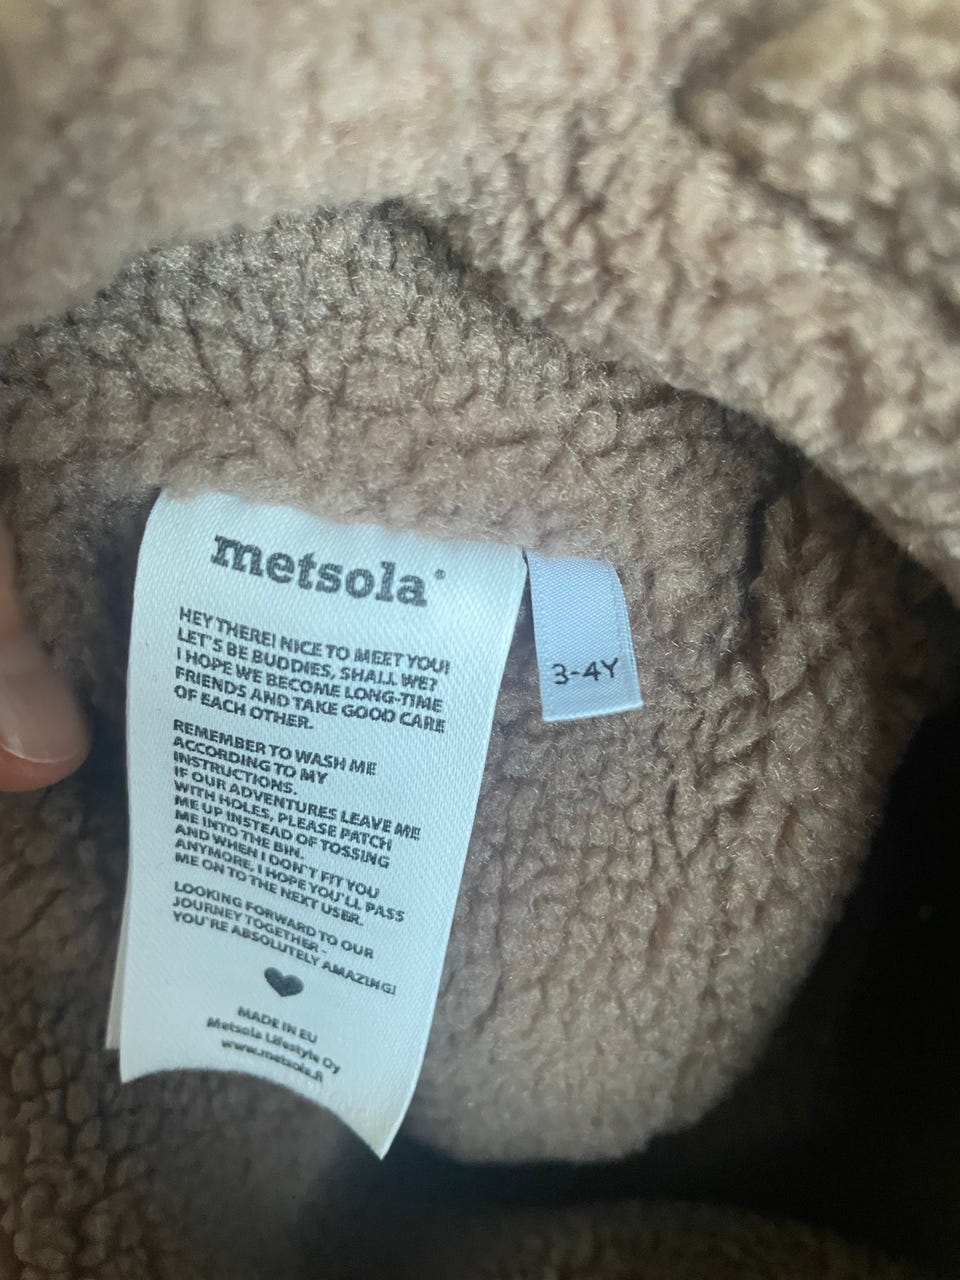 metsola®
HEY THERE! NICE TO MEET YOU!
LET'S BE BUDDIES, SHALL WE?
I HOPE WE BECOME LONG-TIME
FRIENDS AND TAKE GOOD CARE
OF EACH OTHER.
REMEMBER TO WASH ME
ACCORDING TO MY
INSTRUCTIONS.
IF OUR ADVENTURES LEAVE ME
WITH HOLES, PLEASE PATCH
ME UP INSTEAD OF TOSSING
ME INTO THE BIN.
AND WHEN I DON'T FIT YOU
ANYMORE, I HOPE YOU'LL PASS
ME ON TO THE NEXT USER.
LOOKING FORWARD TO OUR
JOURNEY TOGETHER -
YOU'RE ABSOLUTELY AMAZING!
MADE IN EU
Metsola Lifestyle Oy
www.metsola.fi
3-4Y